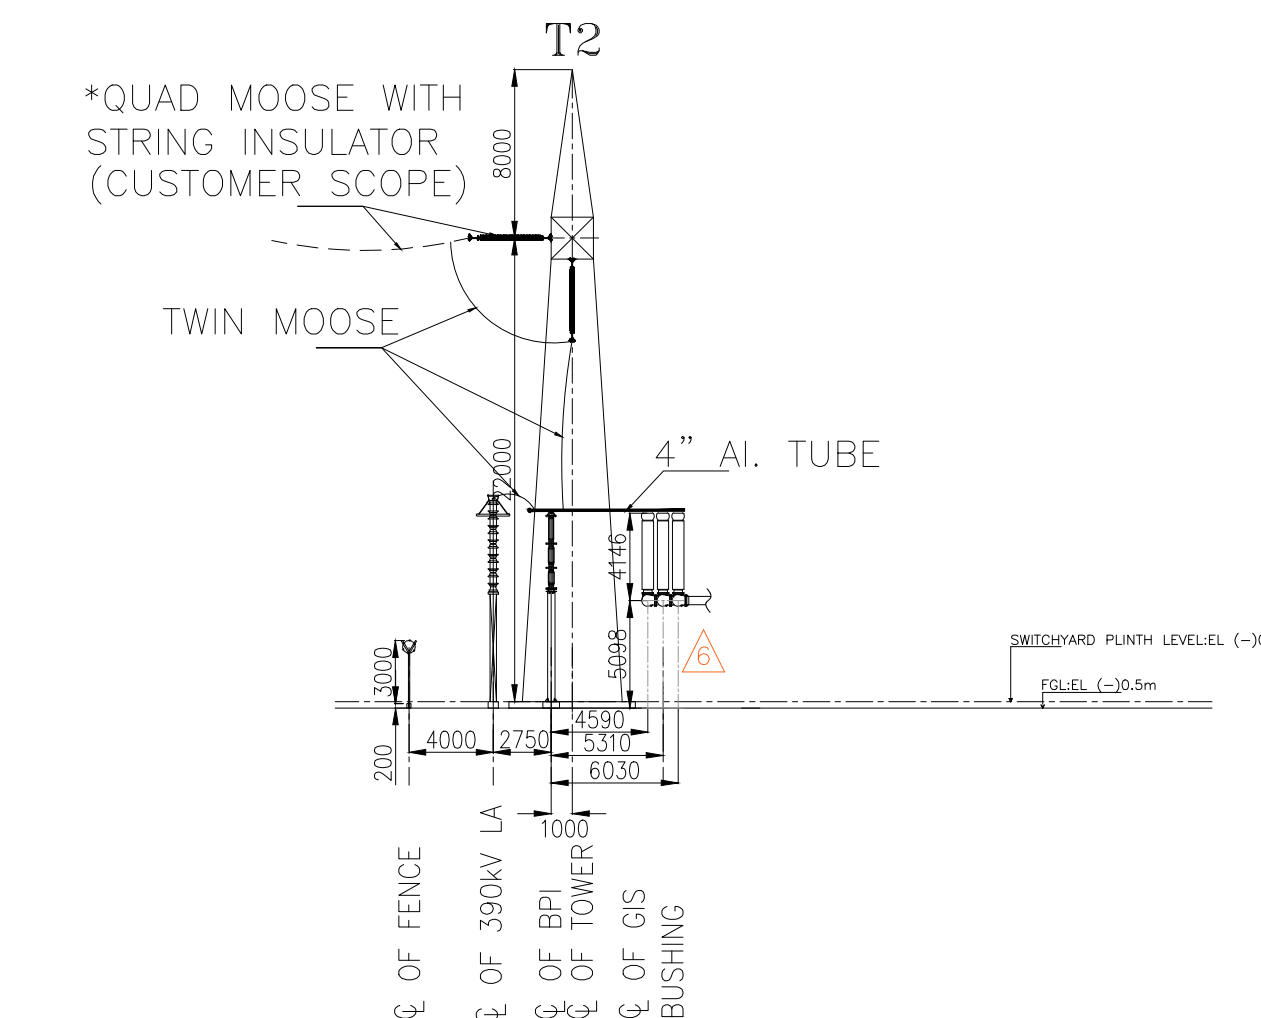 T2
*QUAD MOOSE WITH
STRING INSULATOR
(CUSTOMER SCOPE)
8000
TWIN MOOSE
22000
4" Al. TUBE
4146
5098
6
3000
SWITCHYARD PLINTH LEVEL:EL (-)
FGL:EL (-)0.5m
200
4000
2750
4590
5310
6030
1000
℄ OF FENCE
℄ OF 390kV LA
℄ OF BPI
℄ OF TOWER
℄ OF GIS
BUSHING